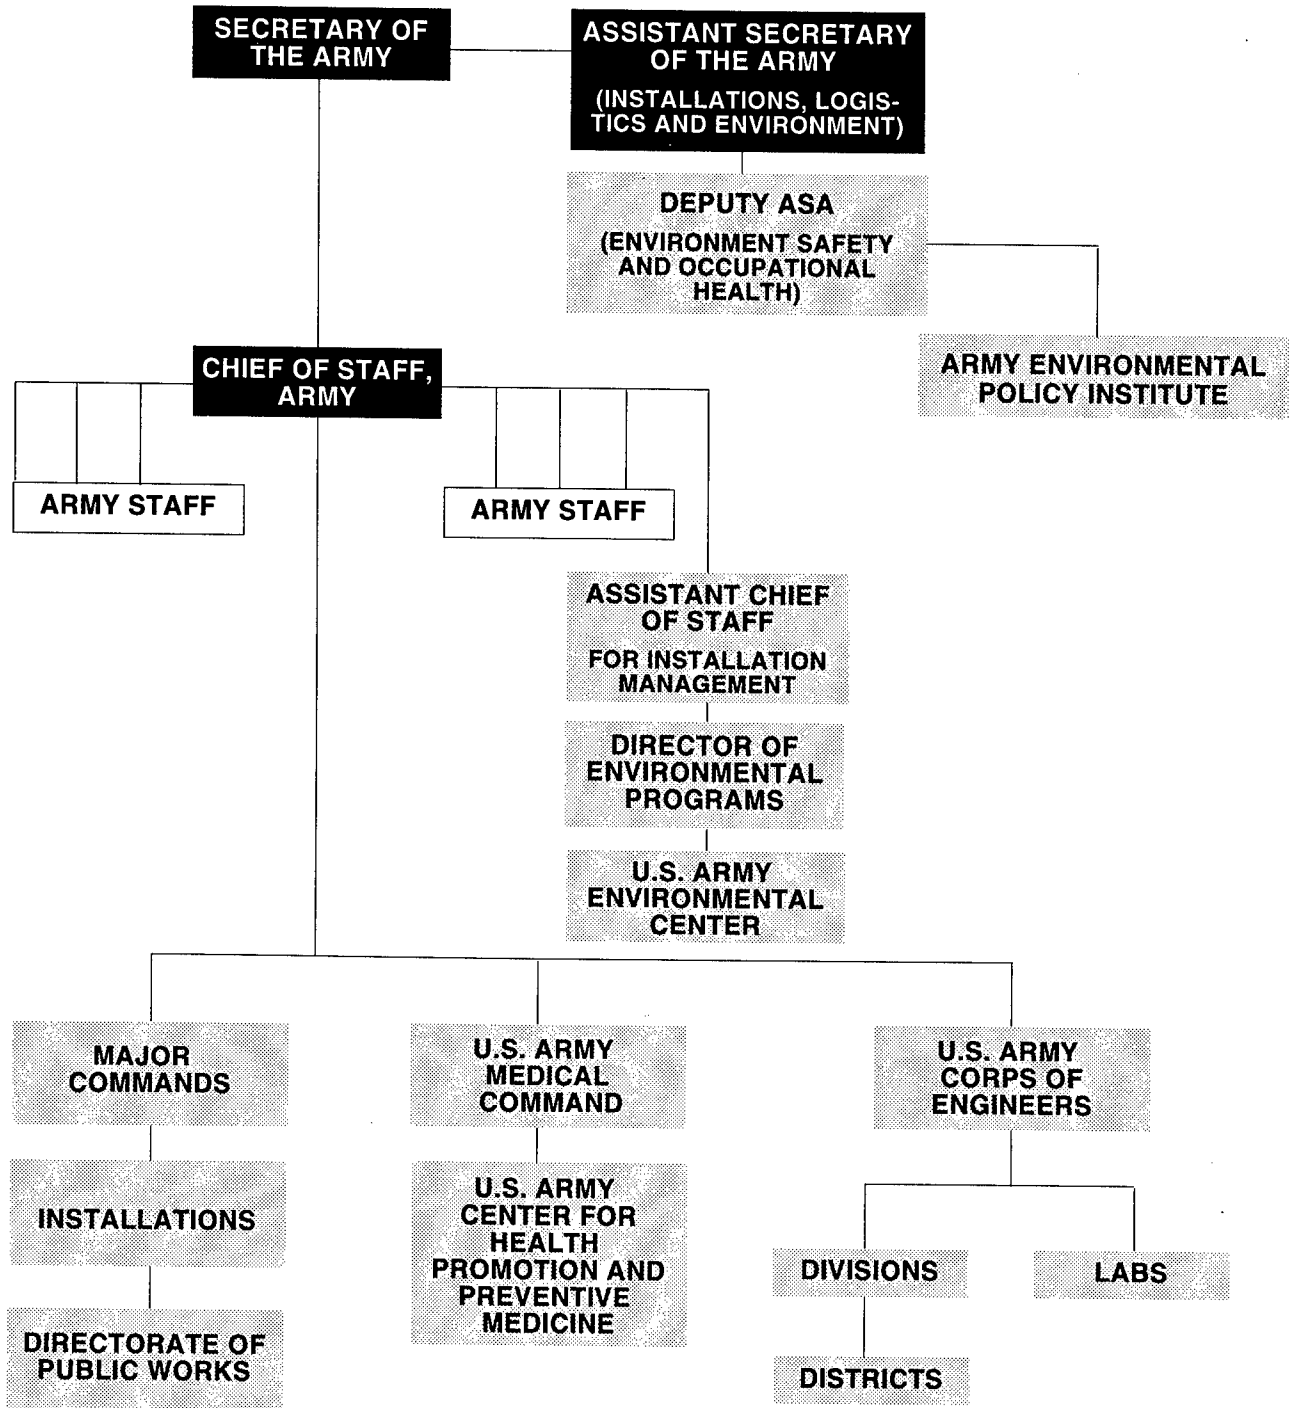 SECRETARY OF
THE ARMY
ASSISTANT SECRETARY
OF THE ARMY
(INSTALLATIONS, LOGIS-
TICS AND ENVIRONMENT)
DEPUTY ASA
(ENVIRONMENT SAFETY
AND OCCUPATIONAL
HEALTH)
ARMY ENVIRONMENTAL
POLICY INSTITUTE
CHIEF OF STAFF,
ARMY
ARMY STAFF
ARMY STAFF
ASSISTANT CHIEF
OF STAFF
FOR INSTALLATION
MANAGEMENT
DIRECTOR OF
ENVIRONMENTAL
PROGRAMS
U.S. ARMY
ENVIRONMENTAL
CENTER
MAJOR
COMMANDS
INSTALLATIONS
DIRECTORATE OF
PUBLIC WORKS
U.S. ARMY
MEDICAL
COMMAND
U.S. ARMY
CENTER FOR
HEALTH
PROMOTION AND
PREVENTIVE
MEDICINE
U.S. ARMY
CORPS OF
ENGINEERS
DIVISIONS
LABS
DISTRICTS